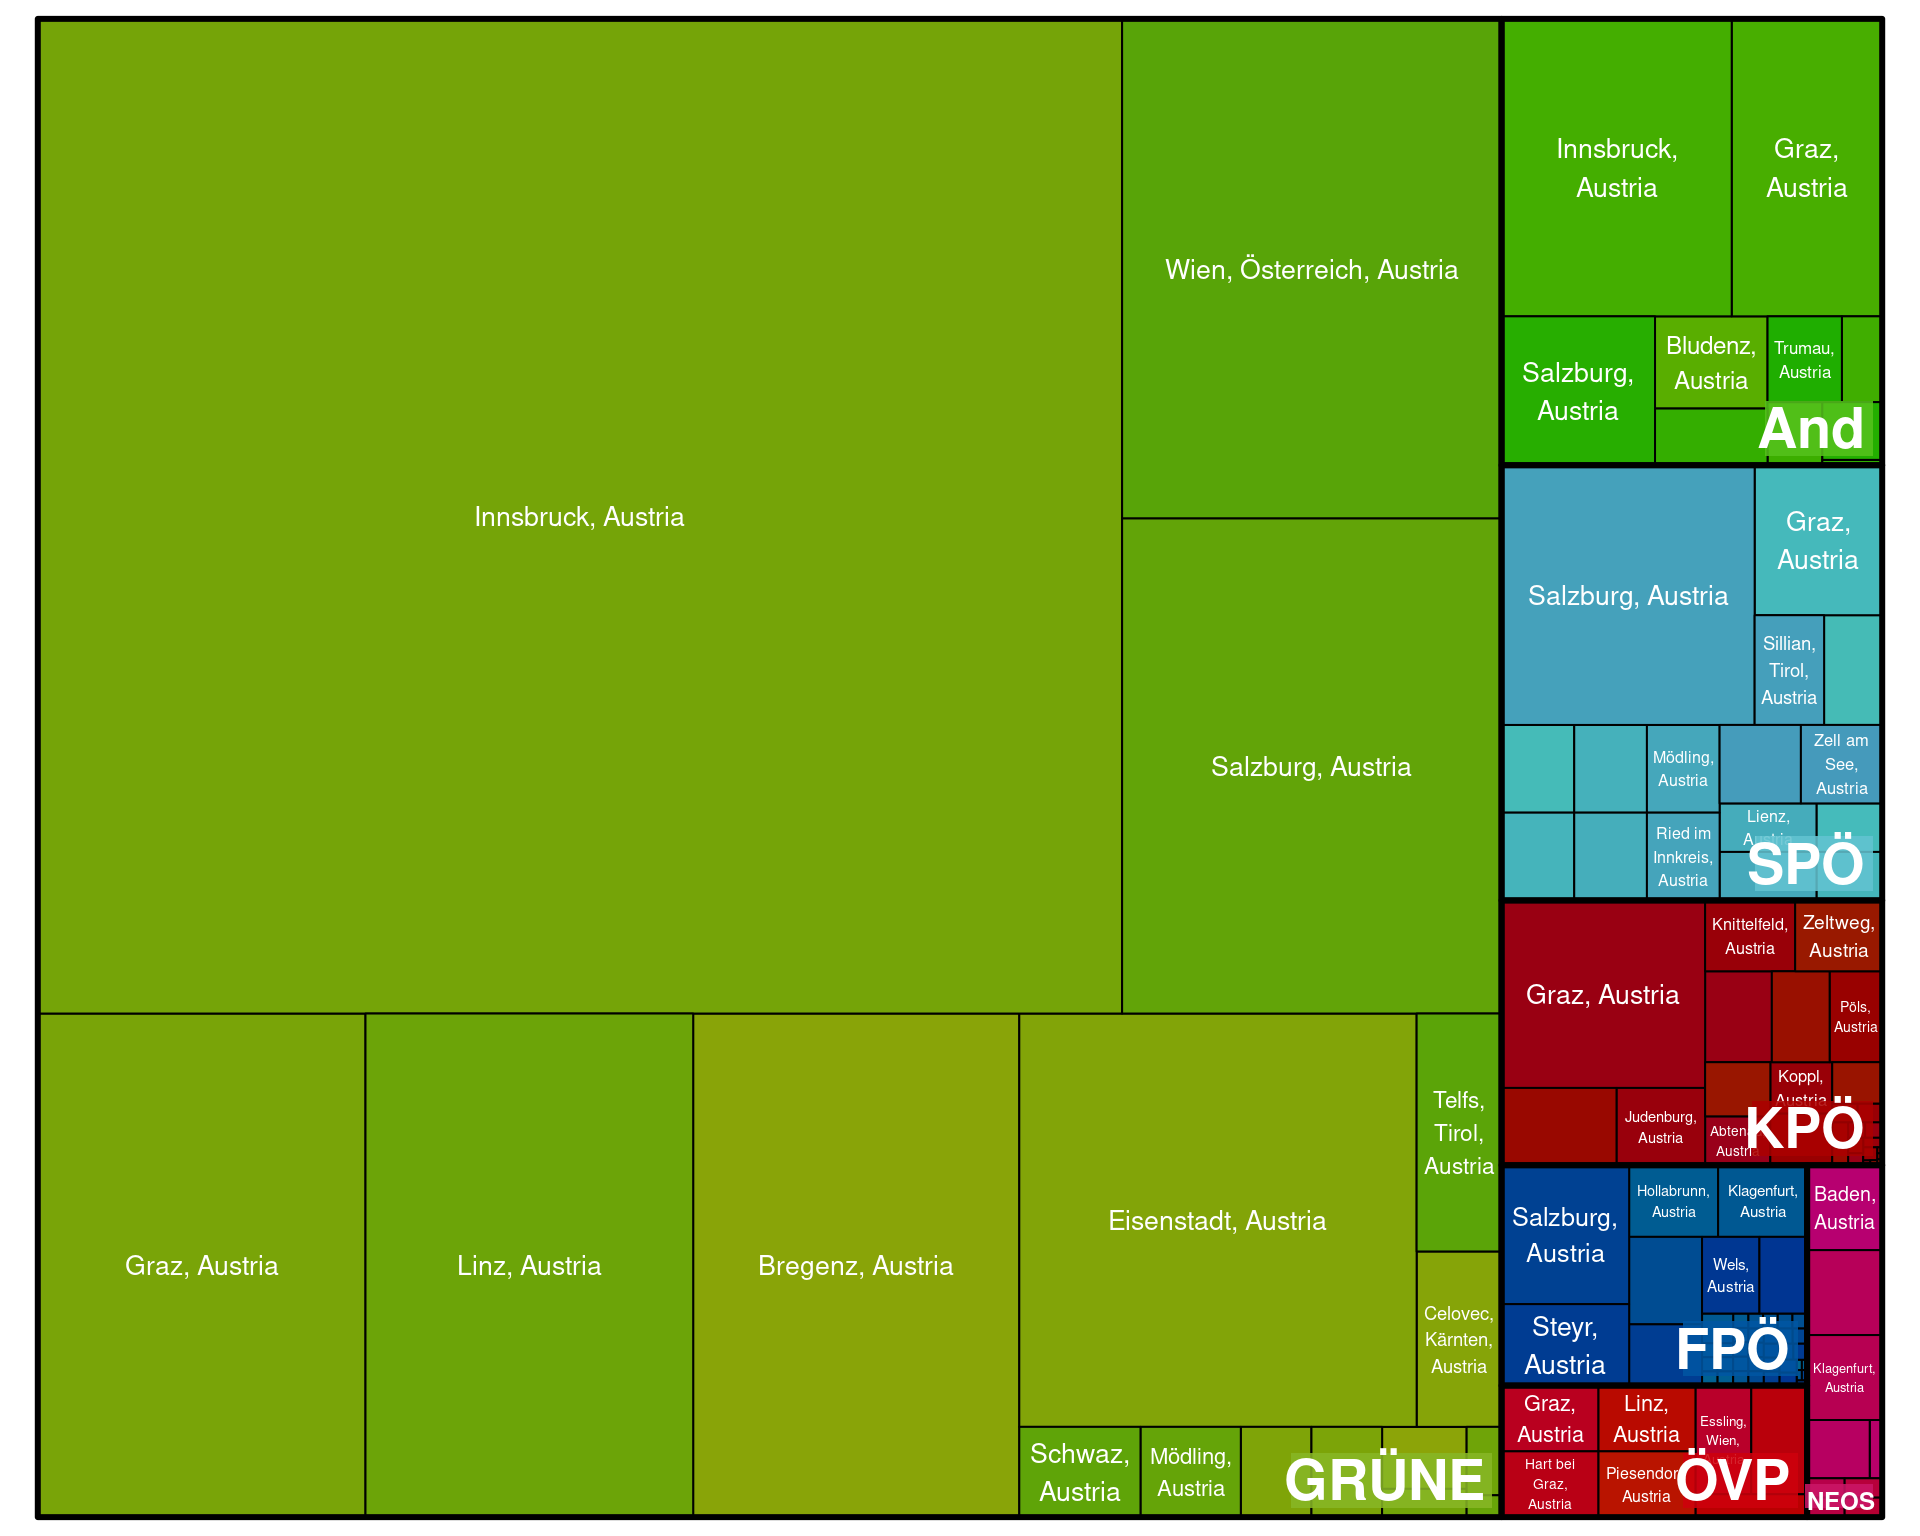 Innsbruck, Austria
Wien, Österreich, Austria
Salzburg, Austria
Graz, Austria
Linz, Austria
Bregenz, Austria
Eisenstadt, Austria
Telfs,
Tirol,
Austria
Celovec,
Kärnten,
Austria
Schwaz,
Austria
Mödling,
Austria
GRÜNE
Innsbruck,
Austria
Graz,
Austria
Salzburg,
Austria
Bludenz,
Austria
Trumau,
Austria
And
Salzburg, Austria
Graz,
Austria
Sillian,
Tirol,
Austria
Mödling,
Austria
Zell am
See,
Austria
Ried im
Innkreis,
Austria
Lienz,
Austria
SPÖ
Graz, Austria
Knittelfeld,
Austria
Zeltweg,
Austria
Pöls,
Austria
Koppl,
Austria
Judenburg,
Austria
Austria
KPÖ
Salzburg,
Austria
Hollabrunn,
Austria
Klagenfurt,
Austria
Wels,
Austria
Steyr,
Austria
FPÖ
Baden,
Austria
Klagenfurt,
Austria
NEOS
Graz,
Austria
Linz,
Austria
Essling,
Wien,
Hart bei
Graz,
Austria
Piesendorf,
Austria
ÖVP